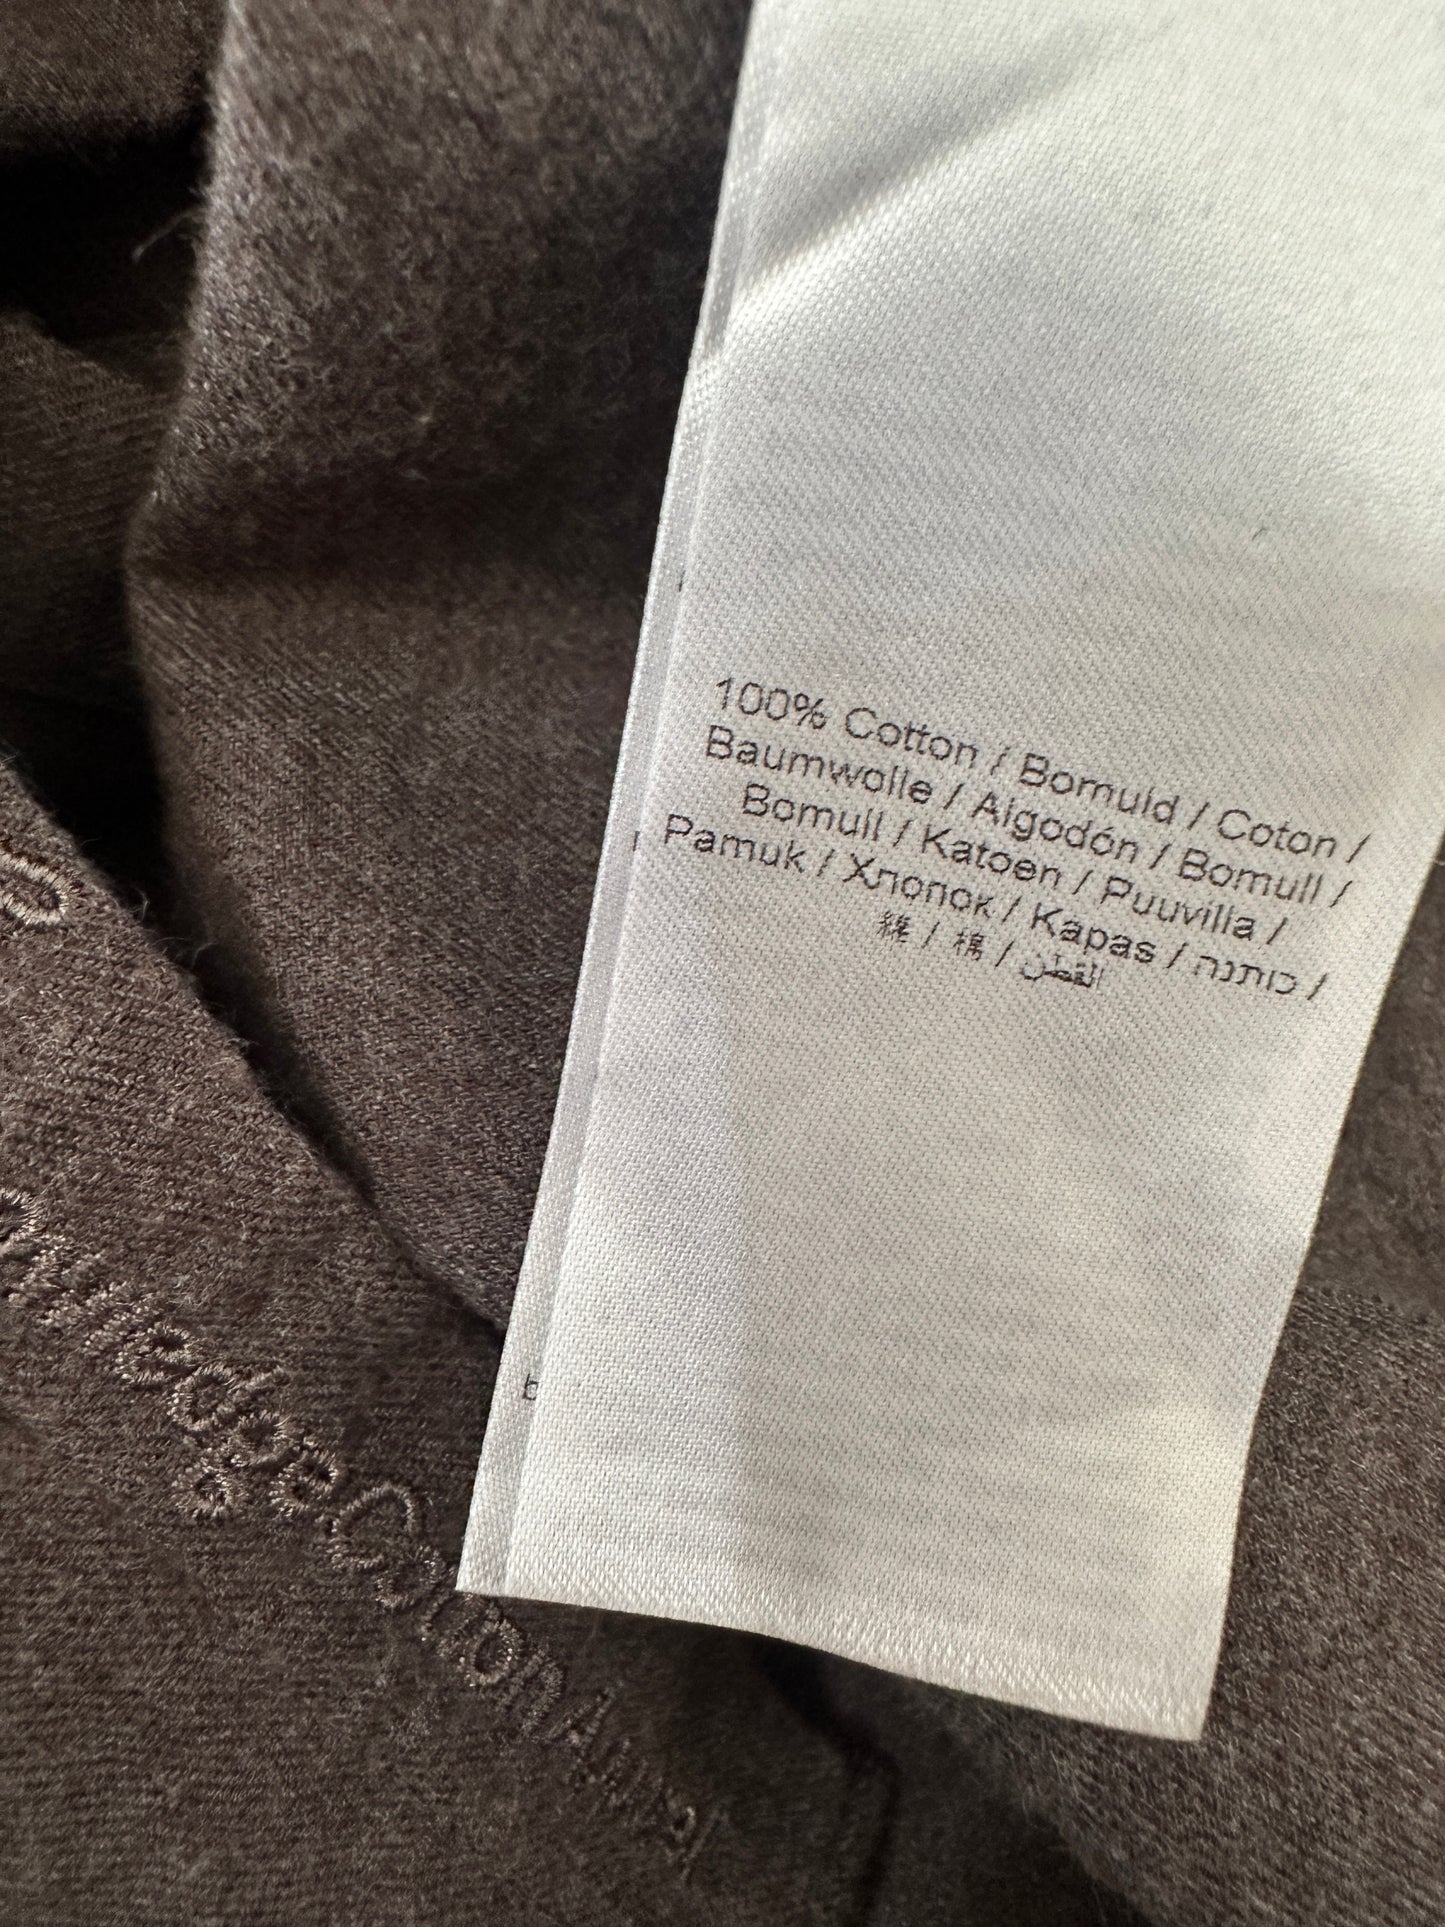 100% Cotton / Bomuld / Coton /
Baumwolle / Algodón / Bomull /
Bomull / Katoen / Puuvilla /
Pamuk / Хлопок / Kapas / כותנה /
綿 / 棉 / القطن
b